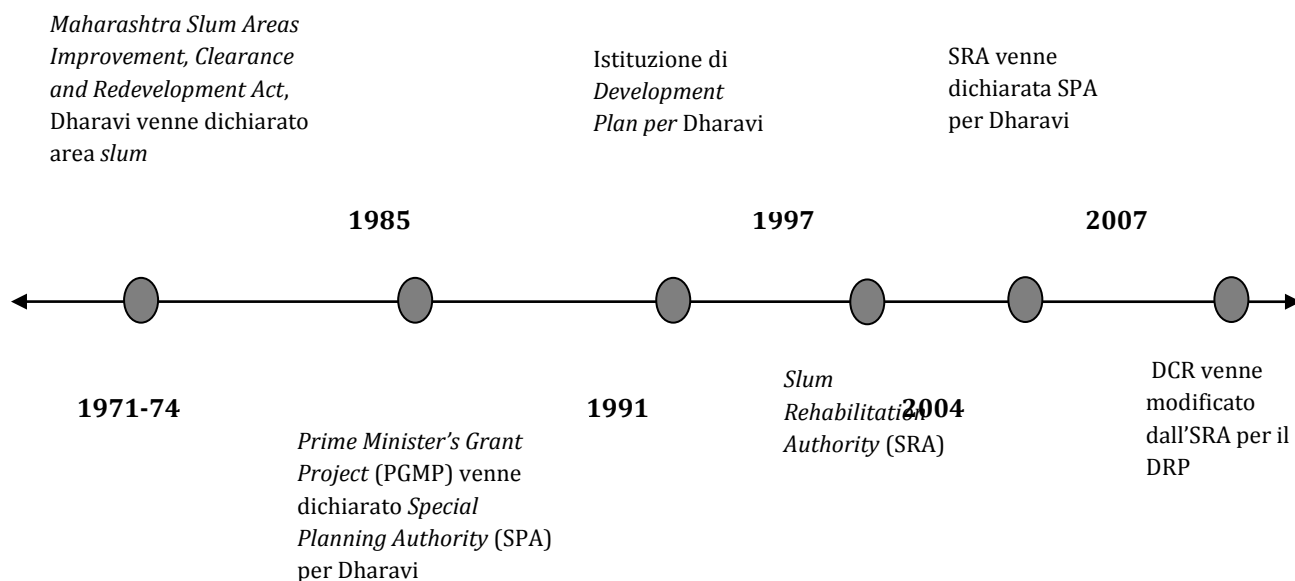 Maharashtra Slum Areas
Improvement, Clearance
and Redevelopment Act,
Dharavi venne dichiarato
area slum
Istituzione di
Development
Plan per Dharavi
SRA venne
dichiarata SPA
per Dharavi
1985
1997
2007
1971-74
1991
2004
Prime Minister's Grant
Project (PGMP) venne
dichiarato Special
Planning Authority (SPA)
per Dharavi
Slum
Rehabilitation
Authority (SRA)
DCR venne
modificato
dall'SRA per il
DRP